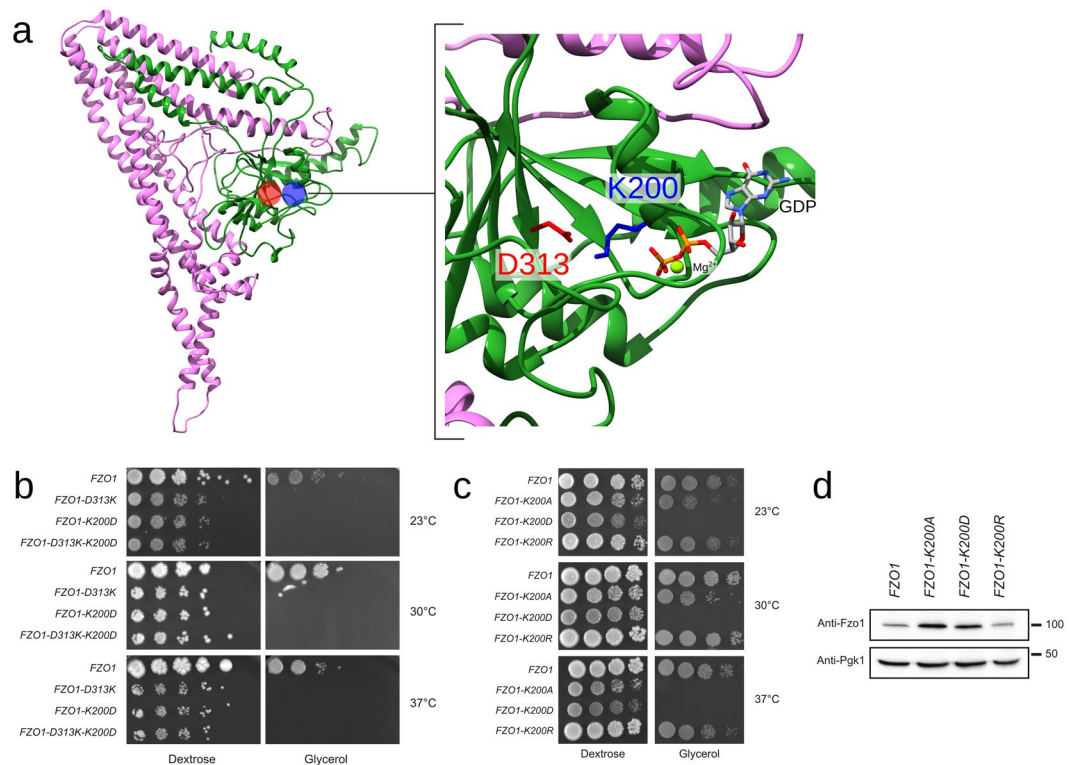 a
K200
GDP
D313
Mg2+
b
FZO1
FZO1-D313K
FZO1-K200D
FZO1-D313K-K200D
23°C
FZO1
FZO1-D313K
FZO1-K200D
FZO1-D313K-K200D
30°C
FZO1
FZO1-D313K
FZO1-K200D
FZO1-D313K-K200D
37°C
Dextrose
Glycerol
c
FZO1
FZO1-K200A
FZO1-K200D
FZO1-K200R
23°C
FZO1
FZO1-K200A
FZO1-K200D
FZO1-K200R
30°C
FZO1
FZO1-K200A
FZO1-K200D
FZO1-K200R
37°C
Dextrose
Glycerol
d
FZO1
FZO1-K200A
FZO1-K200D
FZO1-K200R
Anti-Fzo1
100
50
Anti-Pgk1